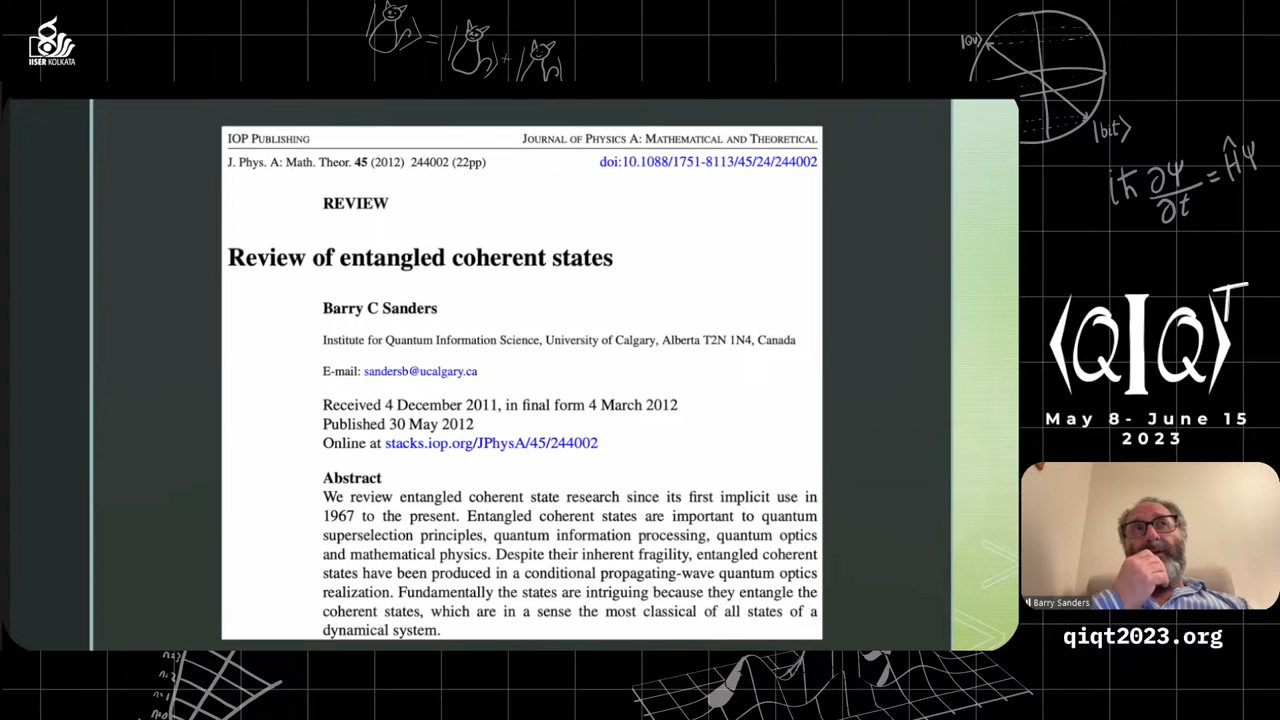 IISER KOLKATA
IOP PUBLISHING
JOURNAL OF PHYSICS A: MATHEMATICAL AND THEORETICAL
J. Phys. A: Math. Theor. 45 (2012) 244002 (22pp)
doi:10.1088/1751-8113/45/24/244002
REVIEW
Review of entangled coherent states
Barry C Sanders
Institute for Quantum Information Science, University of Calgary, Alberta T2N 1N4, Canada
E-mail: sandersb@ucalgary.ca
Received 4 December 2011, in final form 4 March 2012
Published 30 May 2012
Online at stacks.iop.org/JPhysA/45/244002
Abstract
We review entangled coherent state research since its first implicit use in
1967 to the present. Entangled coherent states are important to quantum
superselection principles, quantum information processing, quantum optics
and mathematical physics. Despite their inherent fragility, entangled coherent
states have been produced in a conditional propagating-wave quantum optics
realization. Fundamentally the states are intriguing because they entangle the
coherent states, which are in a sense the most classical of all states of a
dynamical system.
|Qu⟩
|bit⟩
iħ ∂ψ/∂t = Ĥψ
⟨QIQ⟩T
May 8- June 15
2023
Barry Sanders
qiqt2023.org
n=2
n=1
n=0